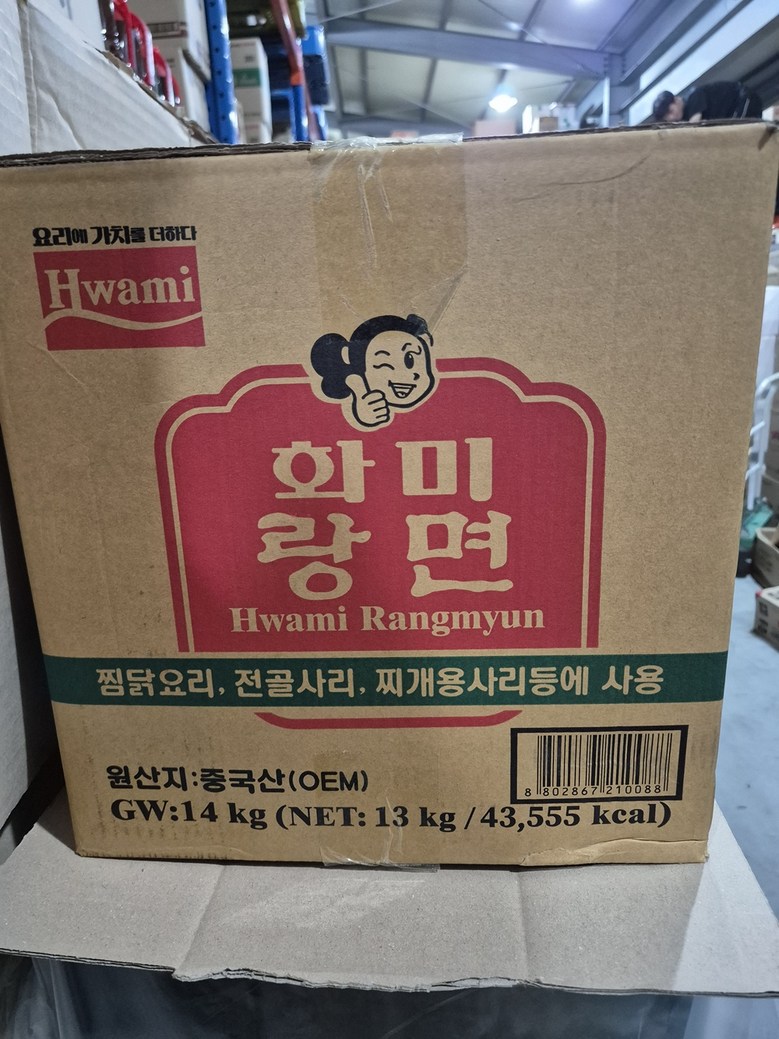 요리에 가치를 더하다
Hwami
화미
랑면
Hwami Rangmyun
찜닭요리, 전골사리, 찌개용사리등에 사용
원산지:중국산(OEM)
8 802867 210088
GW:14 kg (NET: 13 kg / 43,555 kcal)